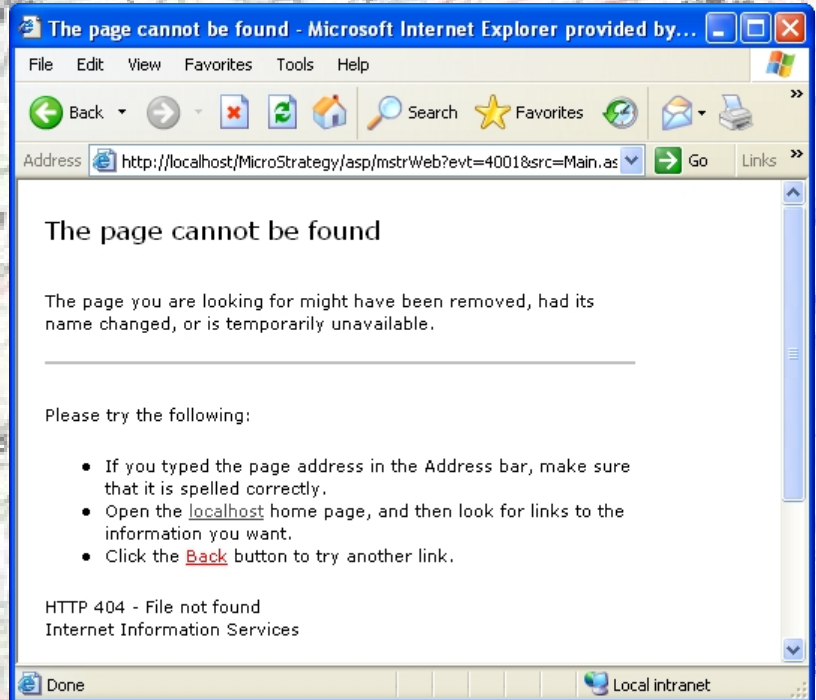 The page cannot be found - Microsoft Internet Explorer provided by...
File Edit View Favorites Tools Help
Back Search Favorites »
Address http://localhost/MicroStrategy/asp/mstrWeb?evt=4001&src=Main.as Go Links »
The page cannot be found
The page you are looking for might have been removed, had its
name changed, or is temporarily unavailable.
Please try the following:
• If you typed the page address in the Address bar, make sure
that it is spelled correctly.
• Open the localhost home page, and then look for links to the
information you want.
• Click the Back button to try another link.
HTTP 404 - File not found
Internet Information Services
Done Local intranet